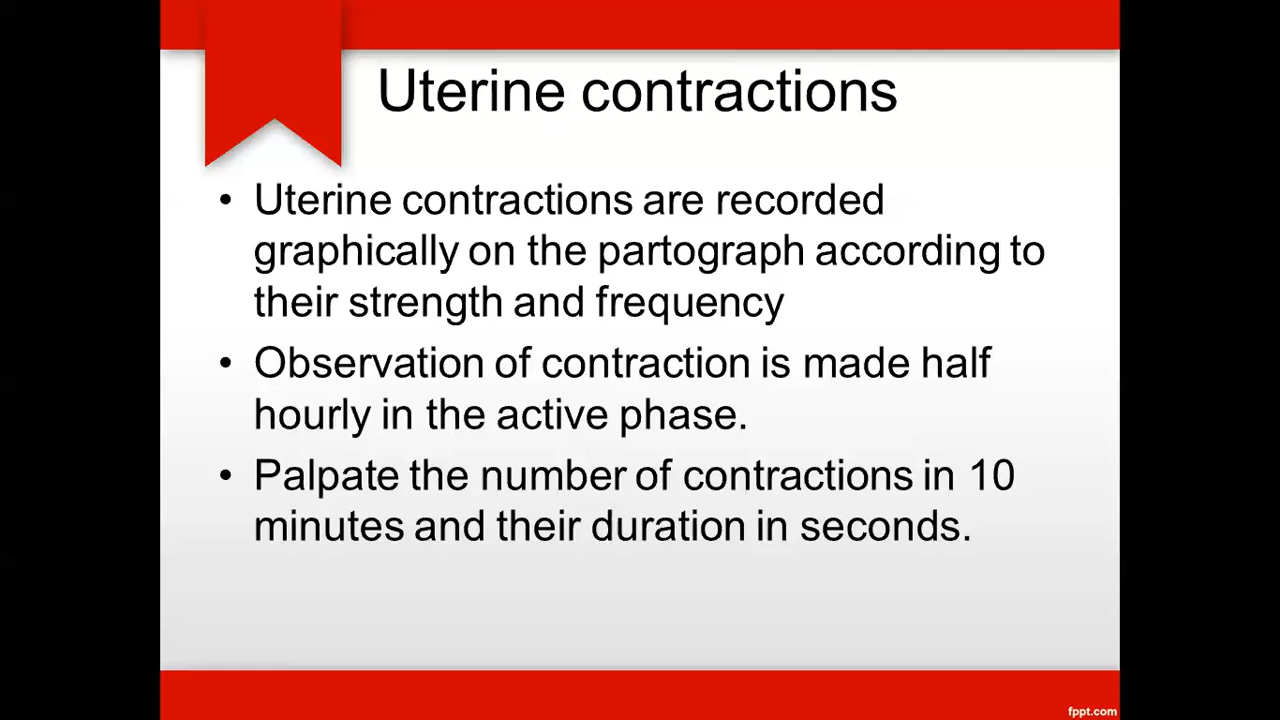 Uterine contractions
• Uterine contractions are recorded
graphically on the partograph according to
their strength and frequency
• Observation of contraction is made half
hourly in the active phase.
• Palpate the number of contractions in 10
minutes and their duration in seconds.
fppt.com